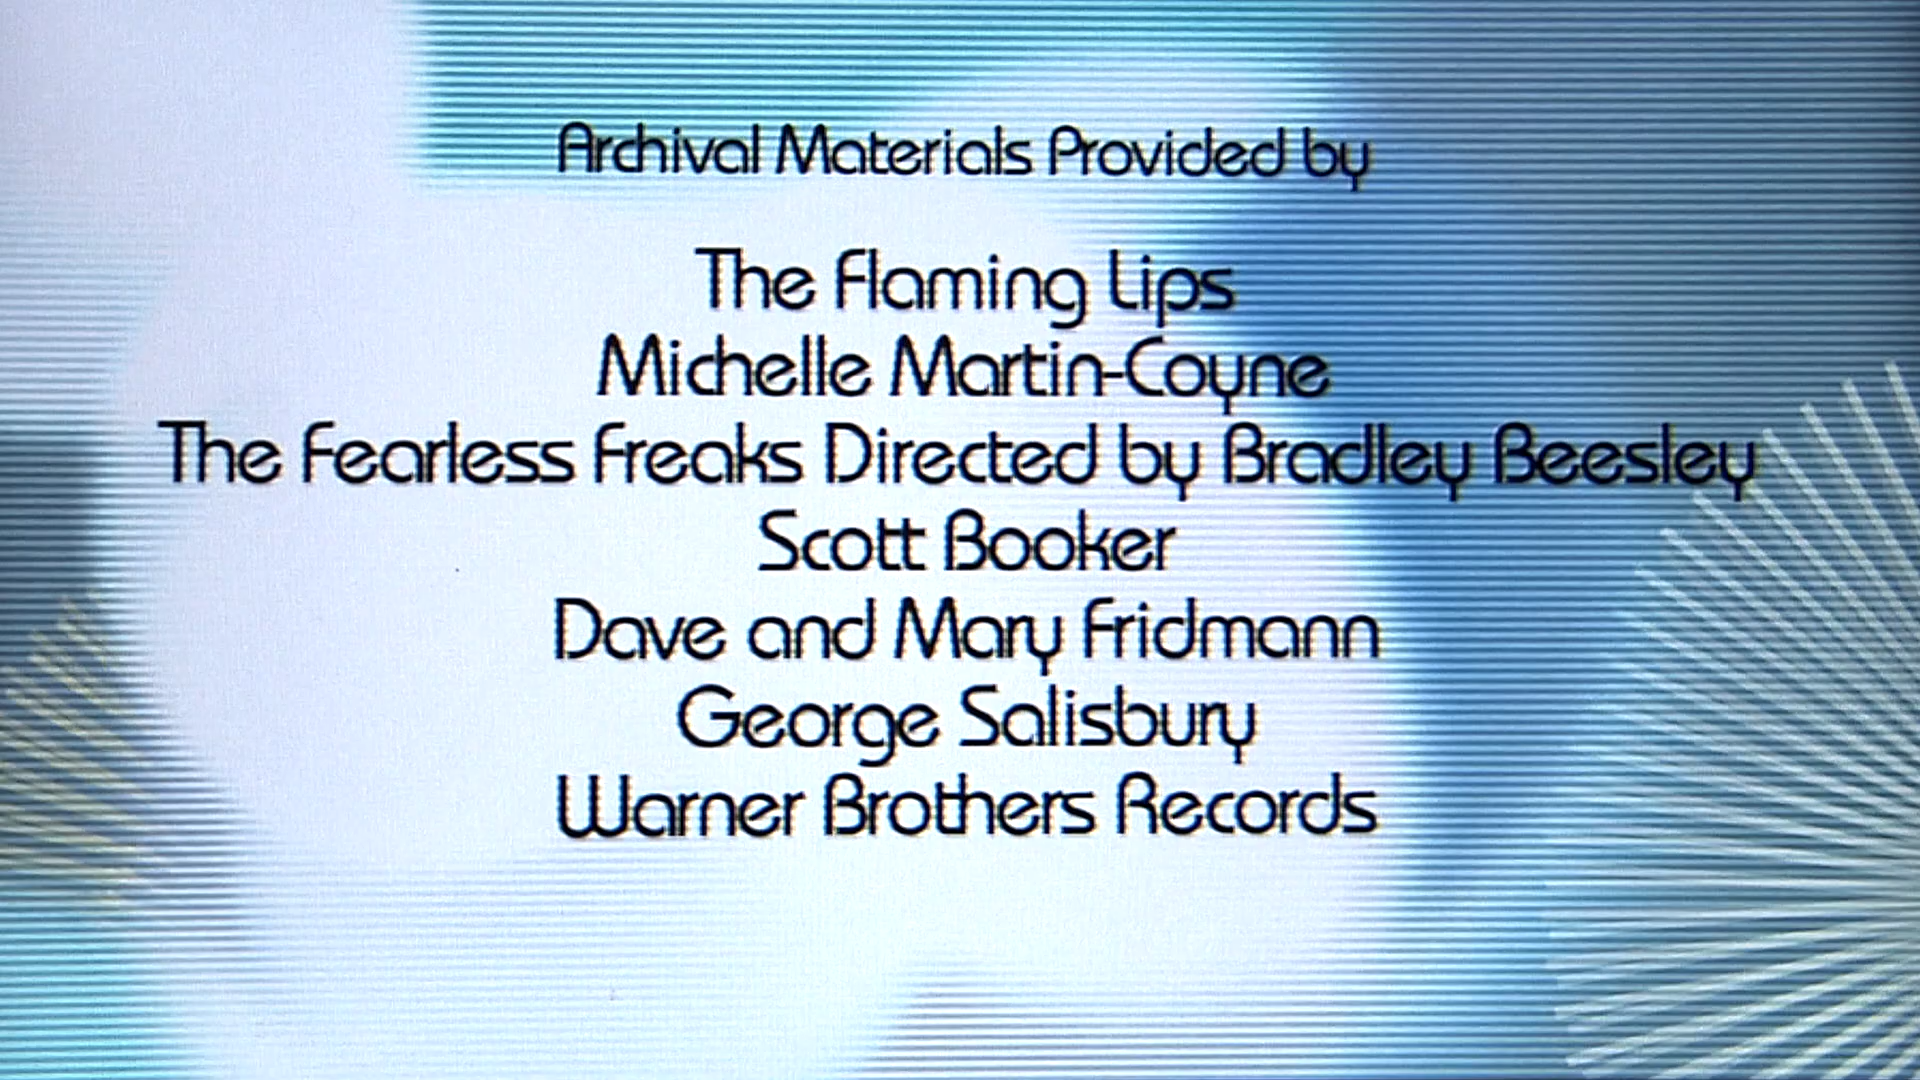 Archival Materials Provided by
The Flaming Lips
Michelle Martin-Coyne
The Fearless Freaks Directed by Bradley Beesley
Scott Booker
Dave and Mary Fridmann
George Salisbury
Warner Brothers Records